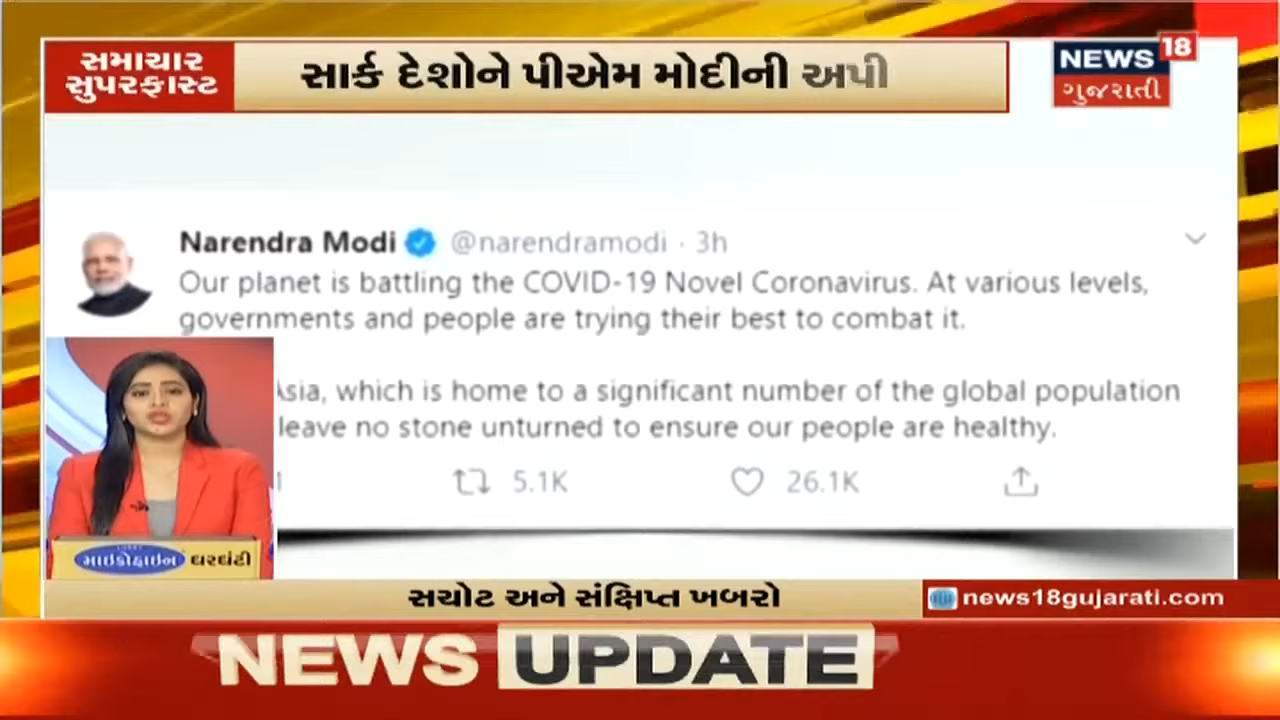 સમાચાર
સુપરફાસ્ટ
સાર્ક દેશોને પીએમ મોદીની અપી
NEWS 18
ગુજરાતી
Narendra Modi @narendramodi · 3h
Our planet is battling the COVID-19 Novel Coronavirus. At various levels,
governments and people are trying their best to combat it.
Asia, which is home to a significant number of the global population
leave no stone unturned to ensure our people are healthy.
5.1K 26.1K
માઇક્રોફાઇન ઘરઘંટી
સચોટ અને સંક્ષિપ્ત ખબરો
news18gujarati.com
NEWS UPDATE